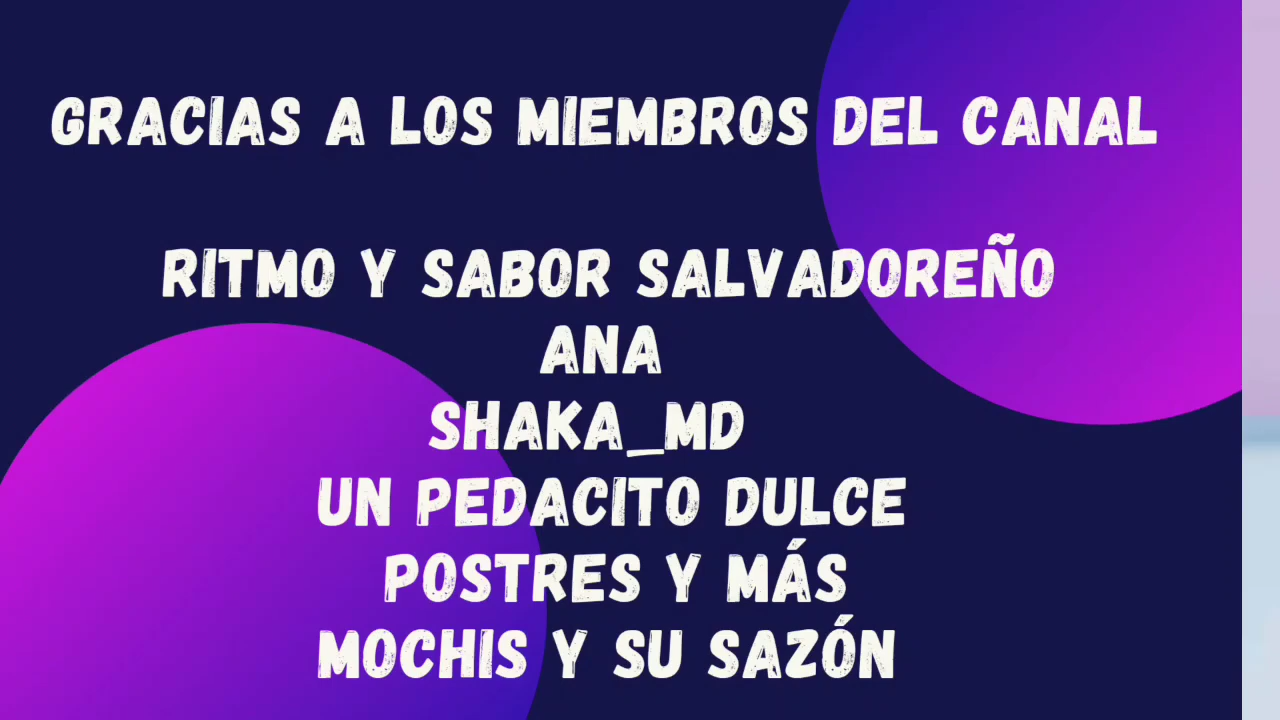 GRACIAS A LOS MIEMBROS DEL CANAL
RITMO Y SABOR SALVADOREÑO
ANA
SHAKA_MD
UN PEDACITO DULCE
POSTRES Y MÁS
MOCHIS Y SU SAZÓN